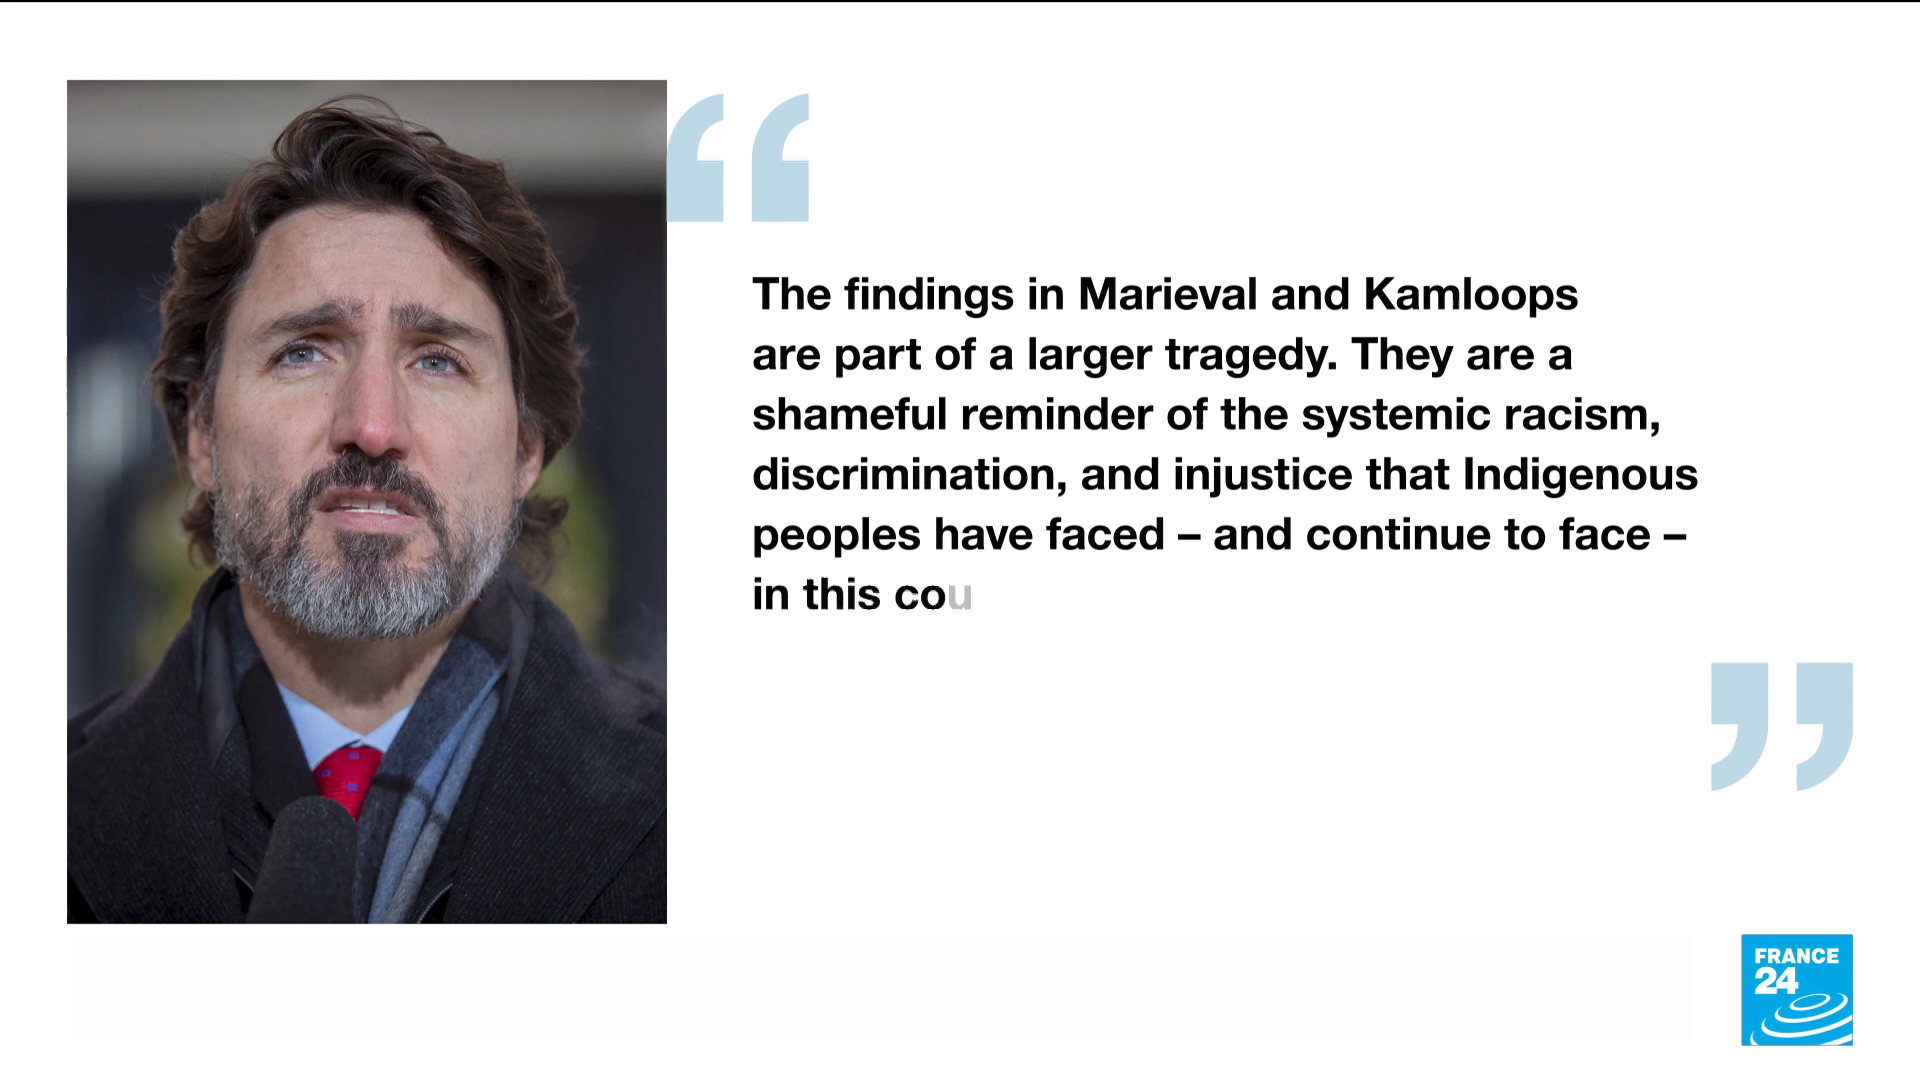 The findings in Marieval and Kamloops
are part of a larger tragedy. They are a
shameful reminder of the systemic racism,
discrimination, and injustice that Indigenous
peoples have faced – and continue to face –
in this cou
FRANCE
24